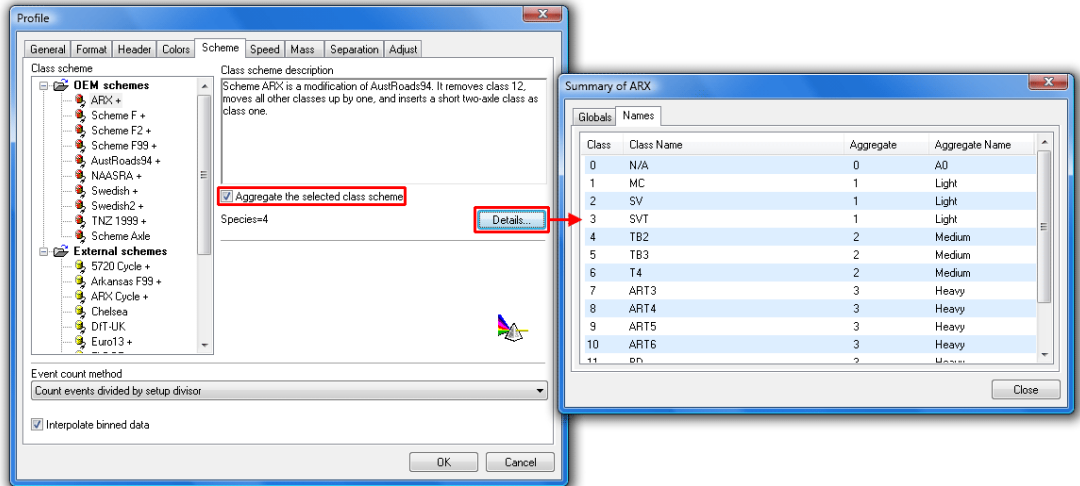 Profile
General Format Header Colors Scheme Speed Mass Separation Adjust
Class scheme
OEM schemes
ARX +
Scheme F +
Scheme F2 +
Scheme F99 +
AustRoads94 +
NAASRA +
Swedish +
Swedish2 +
TNZ 1999 +
Scheme Axle
External schemes
5720 Cycle +
Arkansas F99 +
ARX Cycle +
Chelsea
DfT-UK
Euro13 +
Class scheme description
Scheme ARX is a modification of AustRoads94. It removes class 12,
moves all other classes up by one, and inserts a short two-axle class as
class one.
Aggregate the selected class scheme
Species=4
Details...
Event count method
Count events divided by setup divisor
Interpolate binned data
OK Cancel
Summary of ARX
Globals Names
Class Class Name Aggregate Aggregate Name
0 N/A 0 A0
1 MC 1 Light
2 SV 1 Light
3 SVT 1 Light
4 TB2 2 Medium
5 TB3 2 Medium
6 T4 2 Medium
7 ART3 3 Heavy
8 ART4 3 Heavy
9 ART5 3 Heavy
10 ART6 3 Heavy
11 BD 3 Heavy
Close